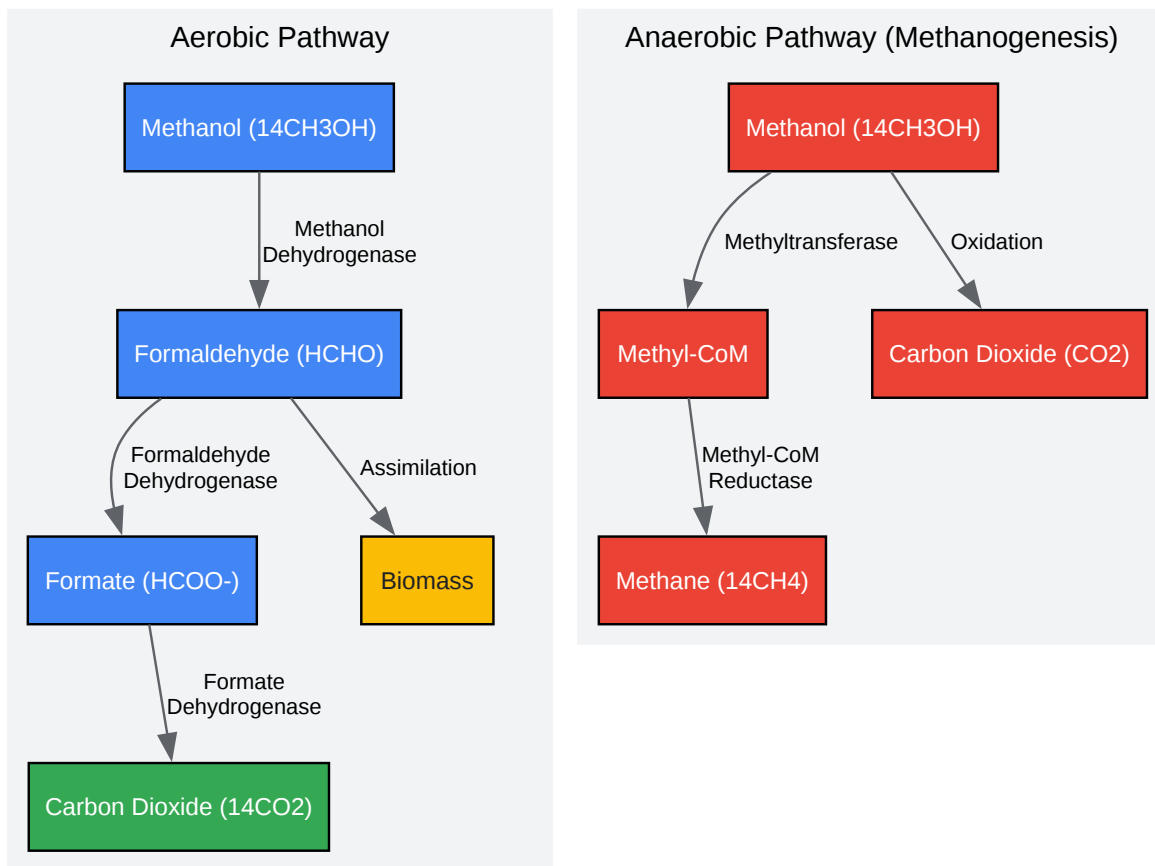 Aerobic Pathway
Methanol (14CH3OH)
Methanol
Dehydrogenase
Formaldehyde (HCHO)
Formaldehyde
Dehydrogenase
Assimilation
Formate (HCOO-)
Biomass
Formate
Dehydrogenase
Carbon Dioxide (14CO2)
Anaerobic Pathway (Methanogenesis)
Methanol (14CH3OH)
Methyltransferase
Oxidation
Methyl-CoM
Carbon Dioxide (CO2)
Methyl-CoM
Reductase
Methane (14CH4)